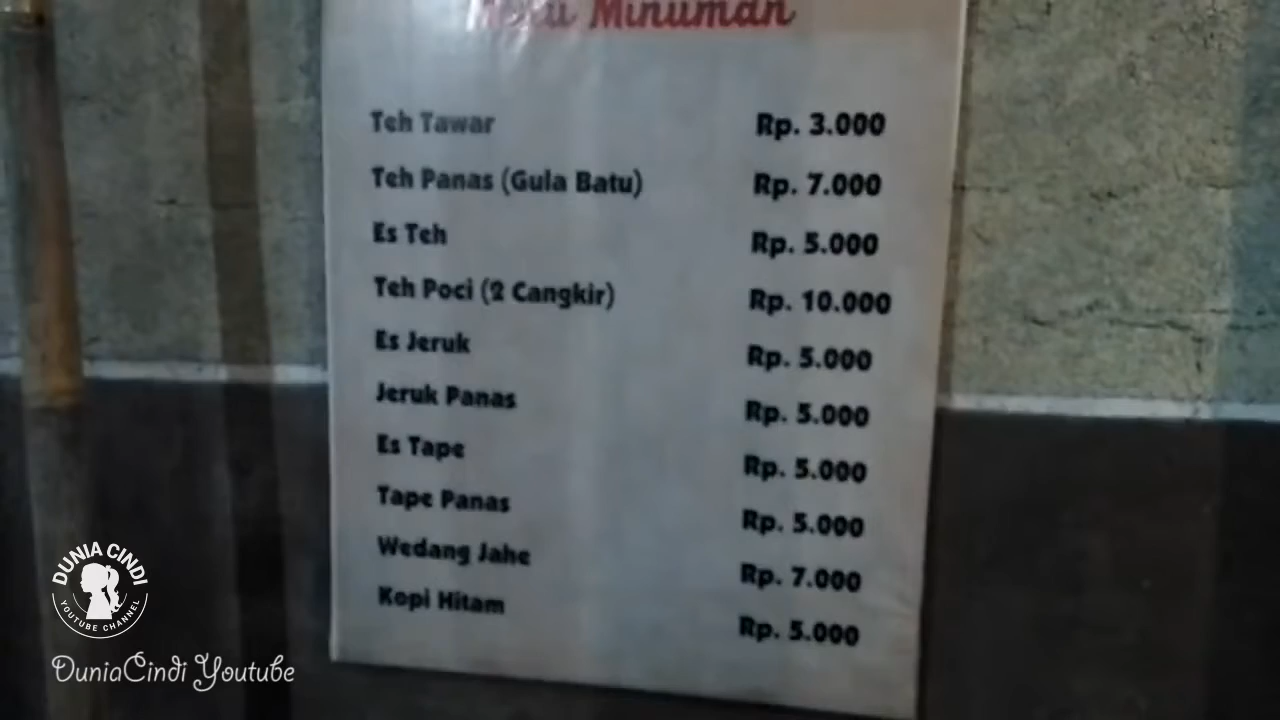 Menu Minuman
Teh Tawar Rp. 3.000
Teh Panas (Gula Batu) Rp. 7.000
Es Teh Rp. 5.000
Teh Poci (2 Cangkir) Rp. 10.000
Es Jeruk Rp. 5.000
Jeruk Panas Rp. 5.000
Es Tape Rp. 5.000
Tape Panas Rp. 5.000
Wedang Jahe Rp. 7.000
Kopi Hitam Rp. 5.000
DUNIA CINDI
YOUTUBE CHANNEL
DuniaCindi Youtube